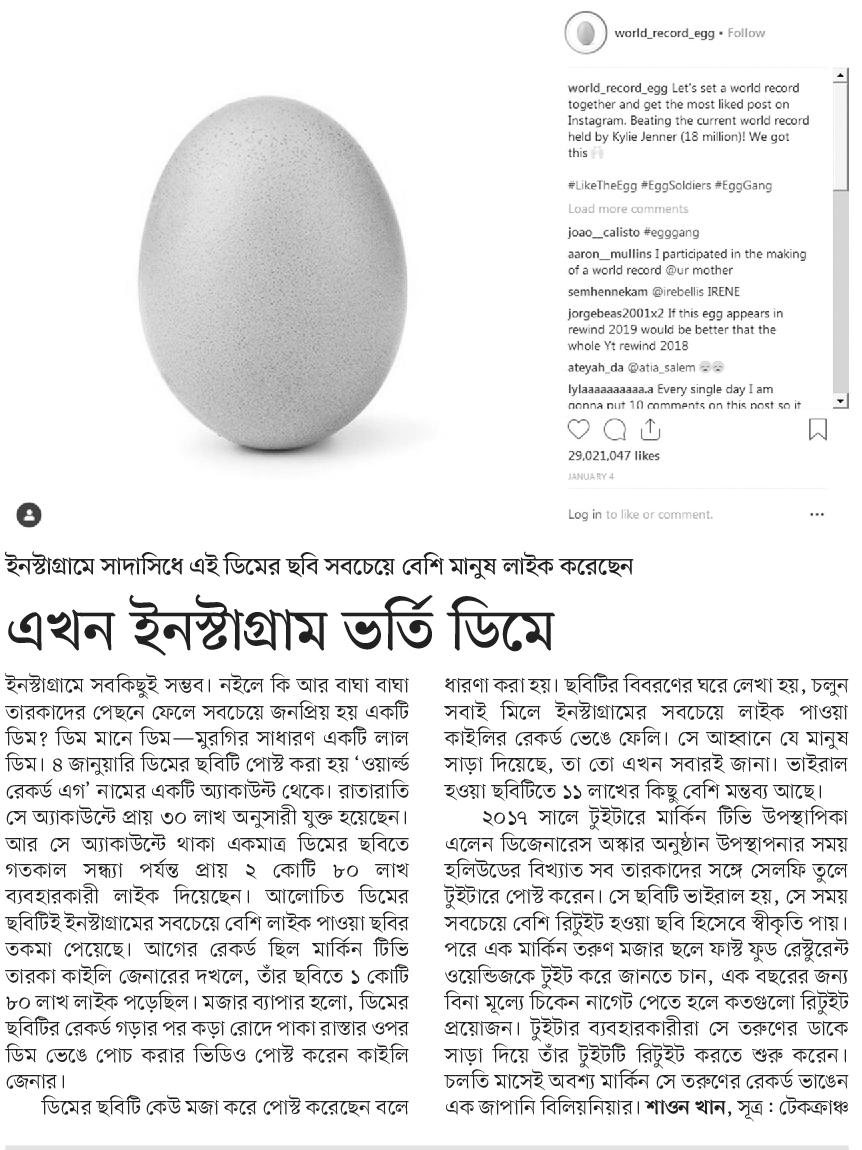 world_record_egg • Follow
world_record_egg Let's set a world record
together and get the most liked post on
Instagram. Beating the current world record
held by Kylie Jenner (18 million)! We got
this 🙌
#LikeTheEgg #EggSoldiers #EggGang
Load more comments
joao__calisto #egggang
aaron__mullins I participated in the making
of a world record @ur mother
semhennekam @irebellis IRENE
jorgebeas2001x2 If this egg appears in
rewind 2019 would be better that the
whole Yt rewind 2018
ateyah_da @atia_salem
lylaaaaaaaaaa.a Every single day I am
gonna put 10 comments on this post so it
29,021,047 likes
JANUARY 4
Log in to like or comment.
ইনস্টাগ্রামে সাদাসিধে এই ডিমের ছবি সবচেয়ে বেশি মানুষ লাইক করেছেন
এখন ইনস্টাগ্রাম ভর্তি ডিমে
ইনস্টাগ্রামে সবকিছুই সম্ভব। নইলে কি আর বাঘা বাঘা
তারকাদের পেছনে ফেলে সবচেয়ে জনপ্রিয় হয় একটি
ডিম? ডিম মানে ডিম—মুরগির সাধারণ একটি লাল
ডিম। ৪ জানুয়ারি ডিমের ছবিটি পোস্ট করা হয় ‘ওয়ার্ল্ড
রেকর্ড এগ’ নামের একটি অ্যাকাউন্ট থেকে। রাতারাতি
সে অ্যাকাউন্টে প্রায় ৩০ লাখ অনুসারী যুক্ত হয়েছেন।
আর সে অ্যাকাউন্টে থাকা একমাত্র ডিমের ছবিতে
গতকাল সন্ধ্যা পর্যন্ত প্রায় ২ কোটি ৮০ লাখ
ব্যবহারকারী লাইক দিয়েছেন। আলোচিত ডিমের
ছবিটিই ইনস্টাগ্রামের সবচেয়ে বেশি লাইক পাওয়া ছবির
তকমা পেয়েছে। আগের রেকর্ড ছিল মার্কিন টিভি
তারকা কাইলি জেনারের দখলে, তাঁর ছবিতে ১ কোটি
৮০ লাখ লাইক পড়েছিল। মজার ব্যাপার হলো, ডিমের
ছবিটির রেকর্ড গড়ার পর কড়া রোদে পাকা রাস্তার ওপর
ডিম ভেঙে পোচ করার ভিডিও পোস্ট করেন কাইলি
জেনার।
ডিমের ছবিটি কেউ মজা করে পোস্ট করেছেন বলে
ধারণা করা হয়। ছবিটির বিবরণের ঘরে লেখা হয়, চলুন
সবাই মিলে ইনস্টাগ্রামের সবচেয়ে লাইক পাওয়া
কাইলির রেকর্ড ভেঙে ফেলি। সে আহ্বানে যে মানুষ
সাড়া দিয়েছে, তা তো এখন সবারই জানা। ভাইরাল
হওয়া ছবিটিতে ১১ লাখের কিছু বেশি মন্তব্য আছে।
২০১৭ সালে টুইটারে মার্কিন টিভি উপস্থাপিকা
এলেন ডিজেনারেস অস্কার অনুষ্ঠান উপস্থাপনার সময়
হলিউডের বিখ্যাত সব তারকাদের সঙ্গে সেলফি তুলে
টুইটারে পোস্ট করেন। সে ছবিটি ভাইরাল হয়, সে সময়
সবচেয়ে বেশি রিটুইট হওয়া ছবি হিসেবে স্বীকৃতি পায়।
পরে এক মার্কিন তরুণ মজার ছলে ফাস্ট ফুড রেস্টুরেন্ট
ওয়েন্ডিজকে টুইট করে জানতে চান, এক বছরের জন্য
বিনা মূল্যে চিকেন নাগেট পেতে হলে কতগুলো রিটুইট
প্রয়োজন। টুইটার ব্যবহারকারীরা সে তরুণের ডাকে
সাড়া দিয়ে তাঁর টুইটটি রিটুইট করতে শুরু করেন।
চলতি মাসেই অবশ্য মার্কিন সে তরুণের রেকর্ড ভাঙেন
এক জাপানি বিলিয়নিয়ার। শাওন খান, সূত্র : টেকক্রাঞ্চ